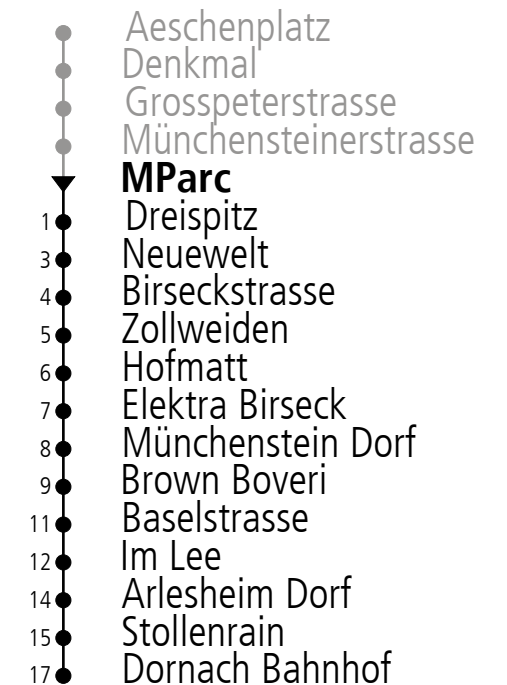 Aeschenplatz
Denkmal
Grosspeterstrasse
Münchensteinerstrasse
MParc
1 Dreispitz
3 Neuewelt
4 Birseckstrasse
5 Zollweiden
6 Hofmatt
7 Elektra Birseck
8 Münchenstein Dorf
9 Brown Boveri
11 Baselstrasse
12 Im Lee
14 Arlesheim Dorf
15 Stollenrain
17 Dornach Bahnhof